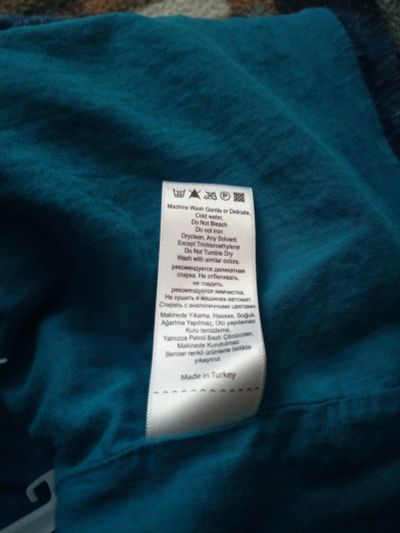 Machine Wash Gentle or Delicate,
Cold water,
Do Not Bleach
Do not iron
Dryclean, Any Solvent
Except Trichloroethylene
Do Not Tumble Dry
Wash with similar colors.
рекомендуется деликатная
стирка. Не отбеливать.
не гладить.
рекомендуется химчистка.
Не сушить в машинах-автомат
Стирать с аналогичными цветами.
Makinede Yıkama, Hassas, Soğuk,
Ağartma Yapılmaz, Ütü yapılamaz
Kuru temizleme,
Yalnızca Petrol Bazlı Çözücüler,
Makinede Kurutulmaz
Benzer renkli ürünlerle birlikte
yıkayınız.
Made in Turkey